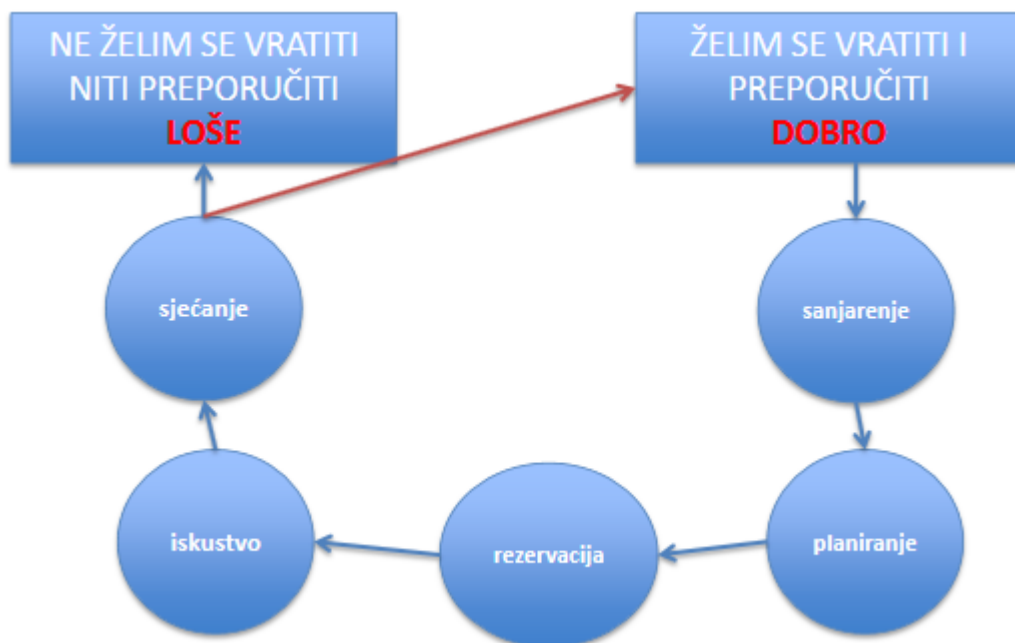 NE ŽELIM SE VRATITI
NITI PREPORUČITI
LOŠE
ŽELIM SE VRATITI I
PREPORUČITI
DOBRO
sjećanje
sanjarenje
iskustvo
rezervacija
planiranje